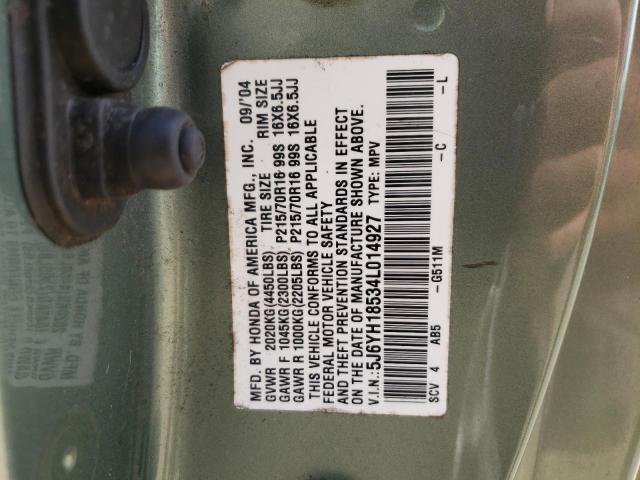 MFD. BY HONDA OF AMERICA MFG., INC. 09/'04
GVWR 2020KG(4450LBS) TIRE SIZE RIM SIZE
GAWR F 1045KG(2300LBS) P215/70R16 99S 16X6.5JJ
GAWR R 1000KG(2205LBS) P215/70R16 99S 16X6.5JJ
THIS VEHICLE CONFORMS TO ALL APPLICABLE
FEDERAL MOTOR VEHICLE SAFETY
AND THEFT PREVENTION STANDARDS IN EFFECT
ON THE DATE OF MANUFACTURE SHOWN ABOVE.
V.I.N.: 5J6YH18534L014927 TYPE: MPV
SCV 4 AB5 -G511M -C -L